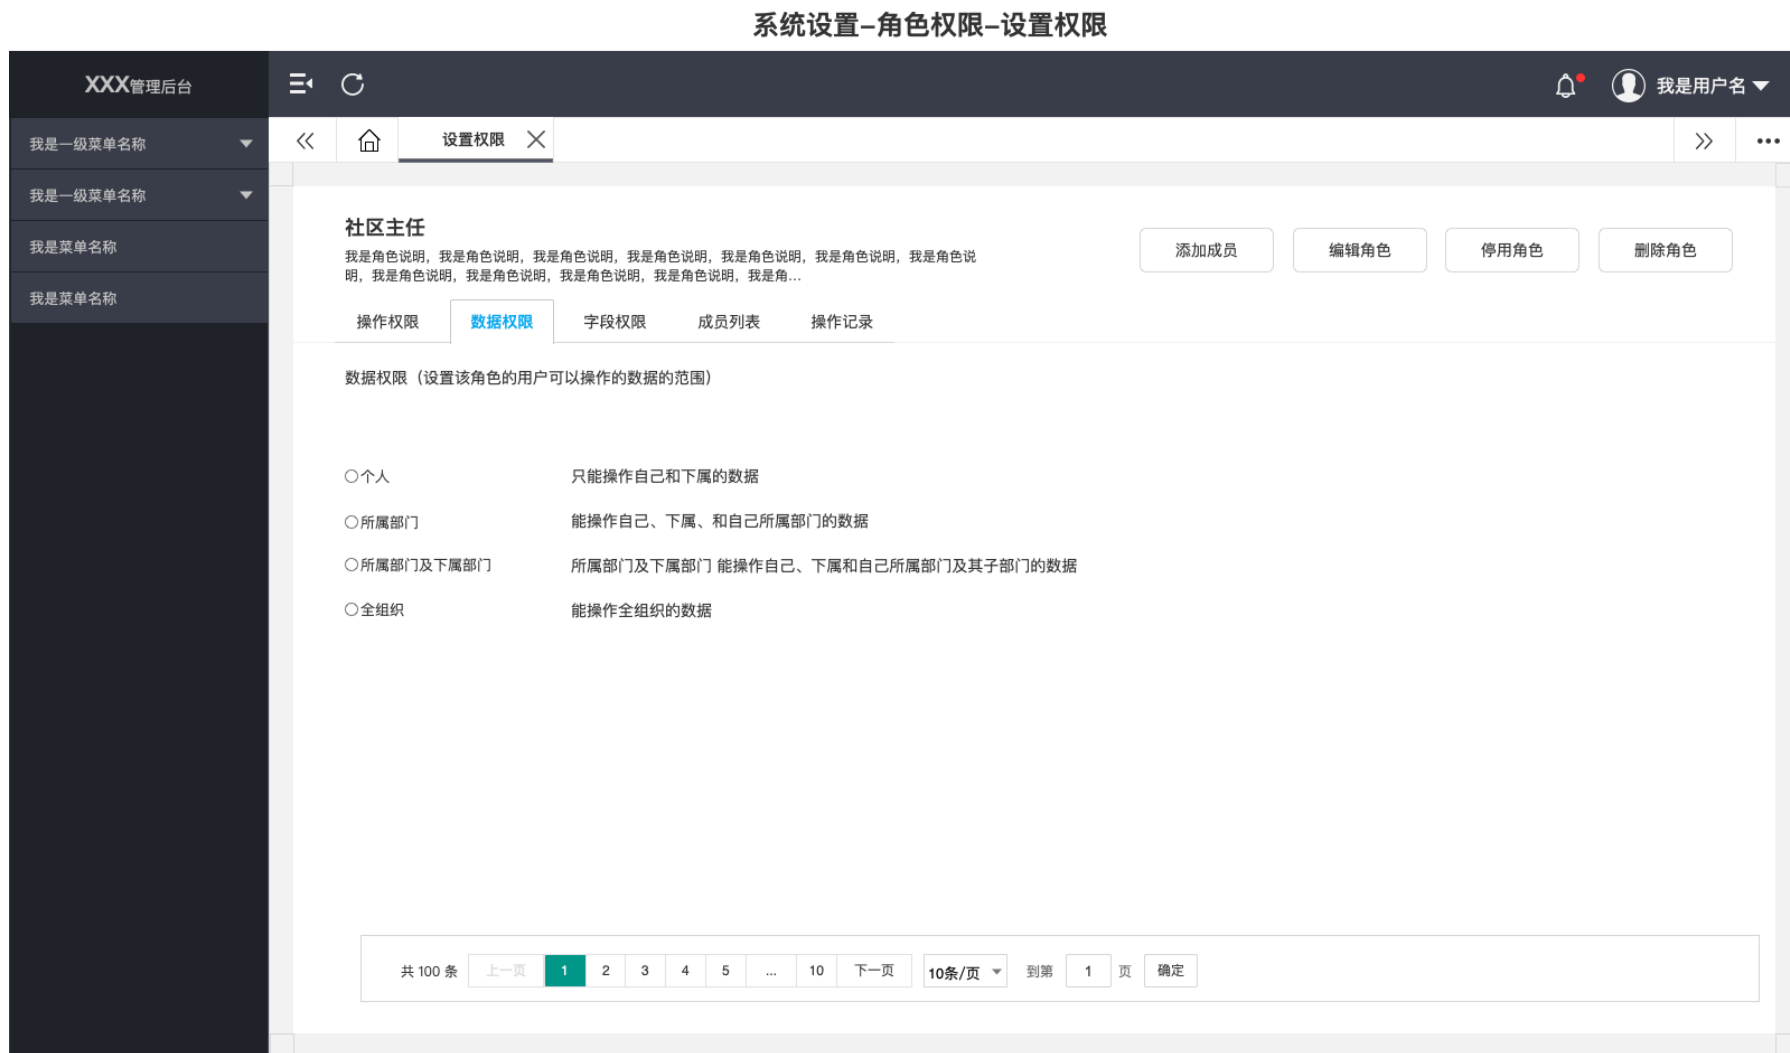 系统设置–角色权限–设置权限
XXX管理后台
我是用户名
我是一级菜单名称
我是一级菜单名称
我是菜单名称
我是菜单名称
设置权限
社区主任
我是角色说明，我是角色说明，我是角色说明，我是角色说明，我是角色说明，我是角色说明，我是角色说
明，我是角色说明，我是角色说明，我是角色说明，我是角色说明，我是角...
添加成员
编辑角色
停用角色
删除角色
操作权限
数据权限
字段权限
成员列表
操作记录
数据权限（设置该角色的用户可以操作的数据的范围）
个人 只能操作自己和下属的数据
所属部门 能操作自己、下属、和自己所属部门的数据
所属部门及下属部门 所属部门及下属部门 能操作自己、下属和自己所属部门及其子部门的数据
全组织 能操作全组织的数据
共 100 条 上一页 1 2 3 4 5 ... 10 下一页 10条/页 到第 1 页 确定